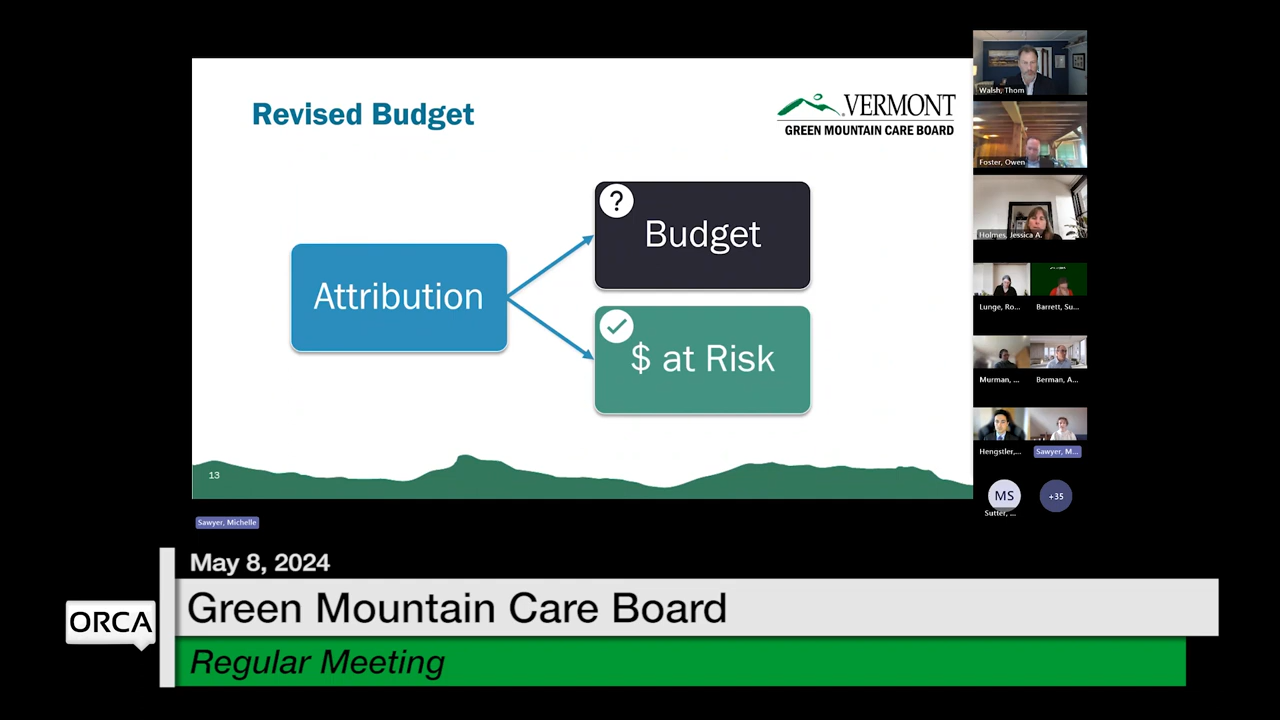 Revised Budget
VERMONT
GREEN MOUNTAIN CARE BOARD
Attribution
?
Budget
$ at Risk
13
Walsh, Thom
Foster, Owen
Holmes, Jessica A.
Lunge, Ro...
Barrett, Su...
Murman, ...
Berman, A...
Hengstler,...
Sawyer, M...
MS
+35
Sutter, ...
Sawyer, Michelle
May 8, 2024
ORCA
Green Mountain Care Board
Regular Meeting